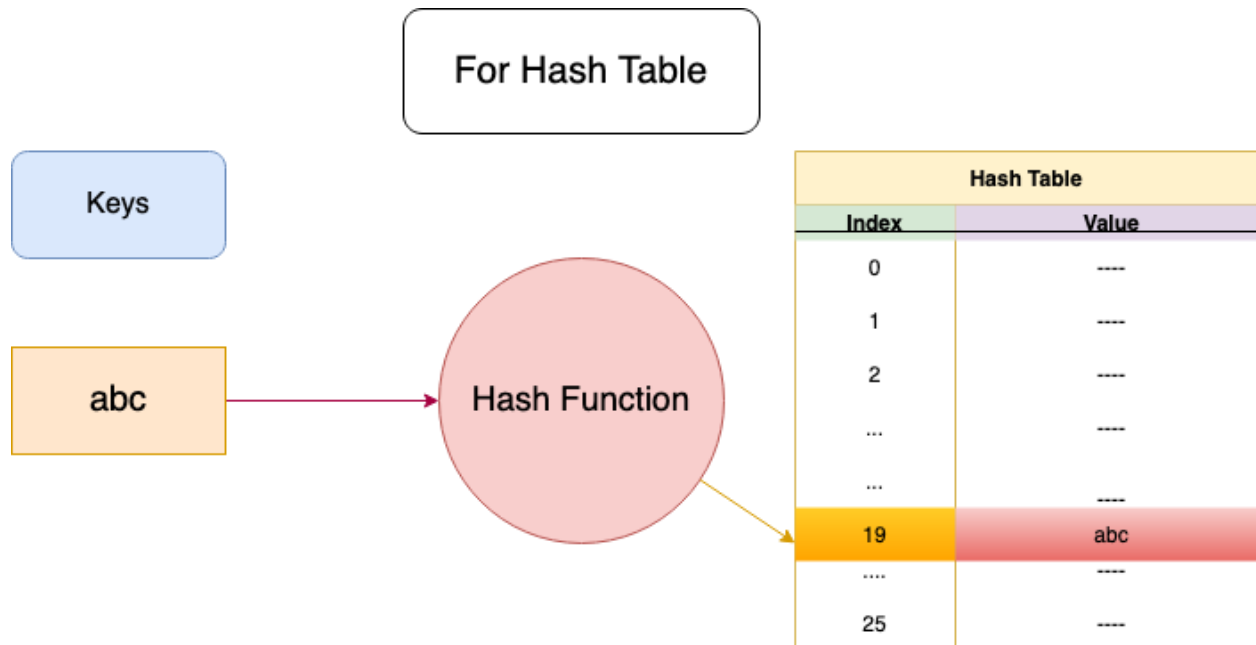 For Hash Table
Keys
abc
Hash Function
Hash Table
Index Value
0 ----
1 ----
2 ----
... ----
... ----
19 abc
.... ----
25 ----